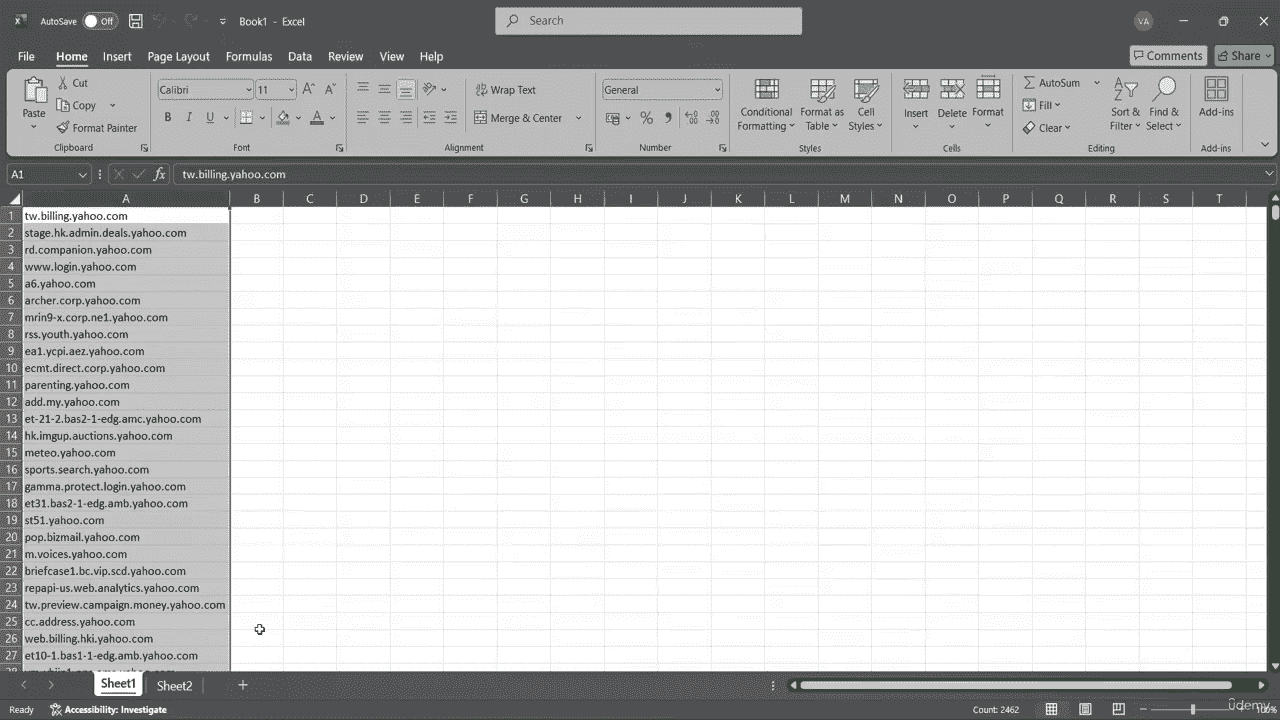 AutoSave Off Book1 - Excel Search VA
File Home Insert Page Layout Formulas Data Review View Help Comments Share
Paste Cut Copy Format Painter Clipboard
Calibri 11 A A B I U A Font
Wrap Text Merge & Center Alignment
General % Number
Conditional Formatting Format as Table Cell Styles Styles
Insert Delete Format Cells
AutoSum Fill Clear Sort & Filter Find & Select Editing
Add-ins Add-ins
A1 fx tw.billing.yahoo.com
A B C D E F G H I J K L M N O P Q R S T
1 tw.billing.yahoo.com
2 stage.hk.admin.deals.yahoo.com
3 rd.companion.yahoo.com
4 www.login.yahoo.com
5 a6.yahoo.com
6 archer.corp.yahoo.com
7 mrin9-x.corp.ne1.yahoo.com
8 rss.youth.yahoo.com
9 ea1.ycpi.aez.yahoo.com
10 ecmt.direct.corp.yahoo.com
11 parenting.yahoo.com
12 add.my.yahoo.com
13 et-21-2.bas2-1-edg.amc.yahoo.com
14 hk.imgup.auctions.yahoo.com
15 meteo.yahoo.com
16 sports.search.yahoo.com
17 gamma.protect.login.yahoo.com
18 et31.bas2-1-edg.amb.yahoo.com
19 st51.yahoo.com
20 pop.bizmail.yahoo.com
21 m.voices.yahoo.com
22 briefcase1.bc.vip.scd.yahoo.com
23 repapi-us.web.analytics.yahoo.com
24 tw.preview.campaign.money.yahoo.com
25 cc.address.yahoo.com
26 web.billing.hki.yahoo.com
27 et10-1.bas1-1-edg.amb.yahoo.com
Sheet1 Sheet2
Ready Accessibility: Investigate Count: 2462 100%
Udemy